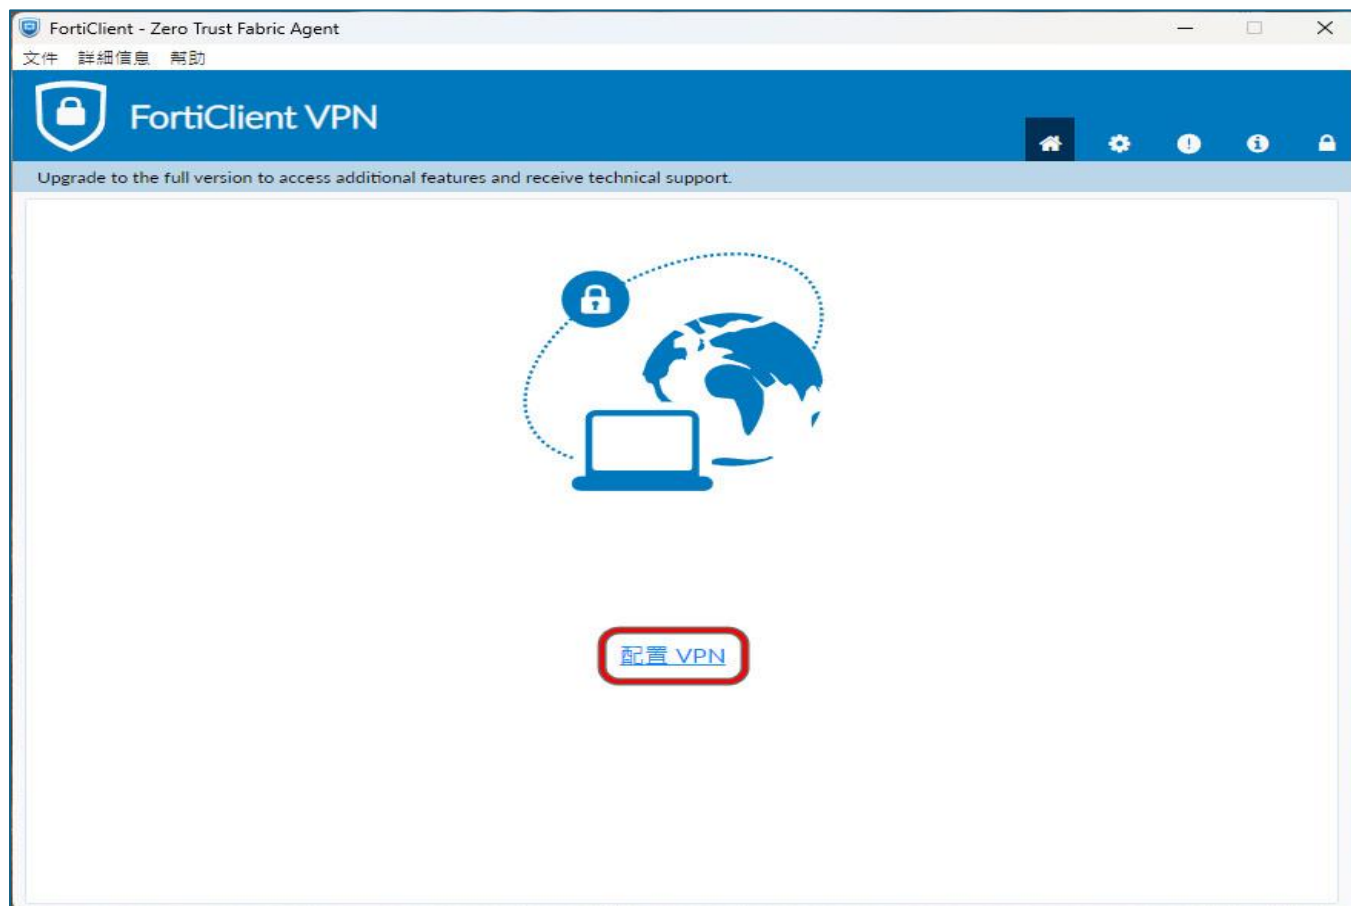 FortiClient - Zero Trust Fabric Agent
文件 詳細信息 幫助
FortiClient VPN
Upgrade to the full version to access additional features and receive technical support.
配置 VPN